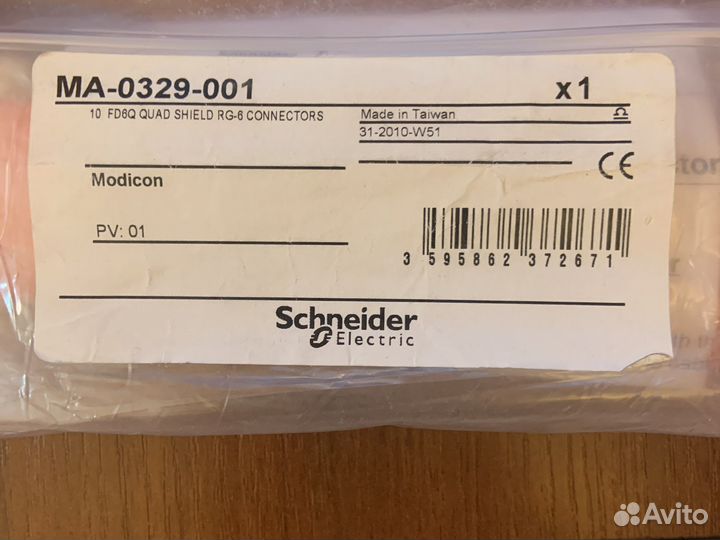 MA-0329-001 x1
10 FD6Q QUAD SHIELD RG-6 CONNECTORS
Made in Taiwan
31-2010-W51
CE
Modicon
PV: 01
3 595862 372671
Schneider
Electric
Avito